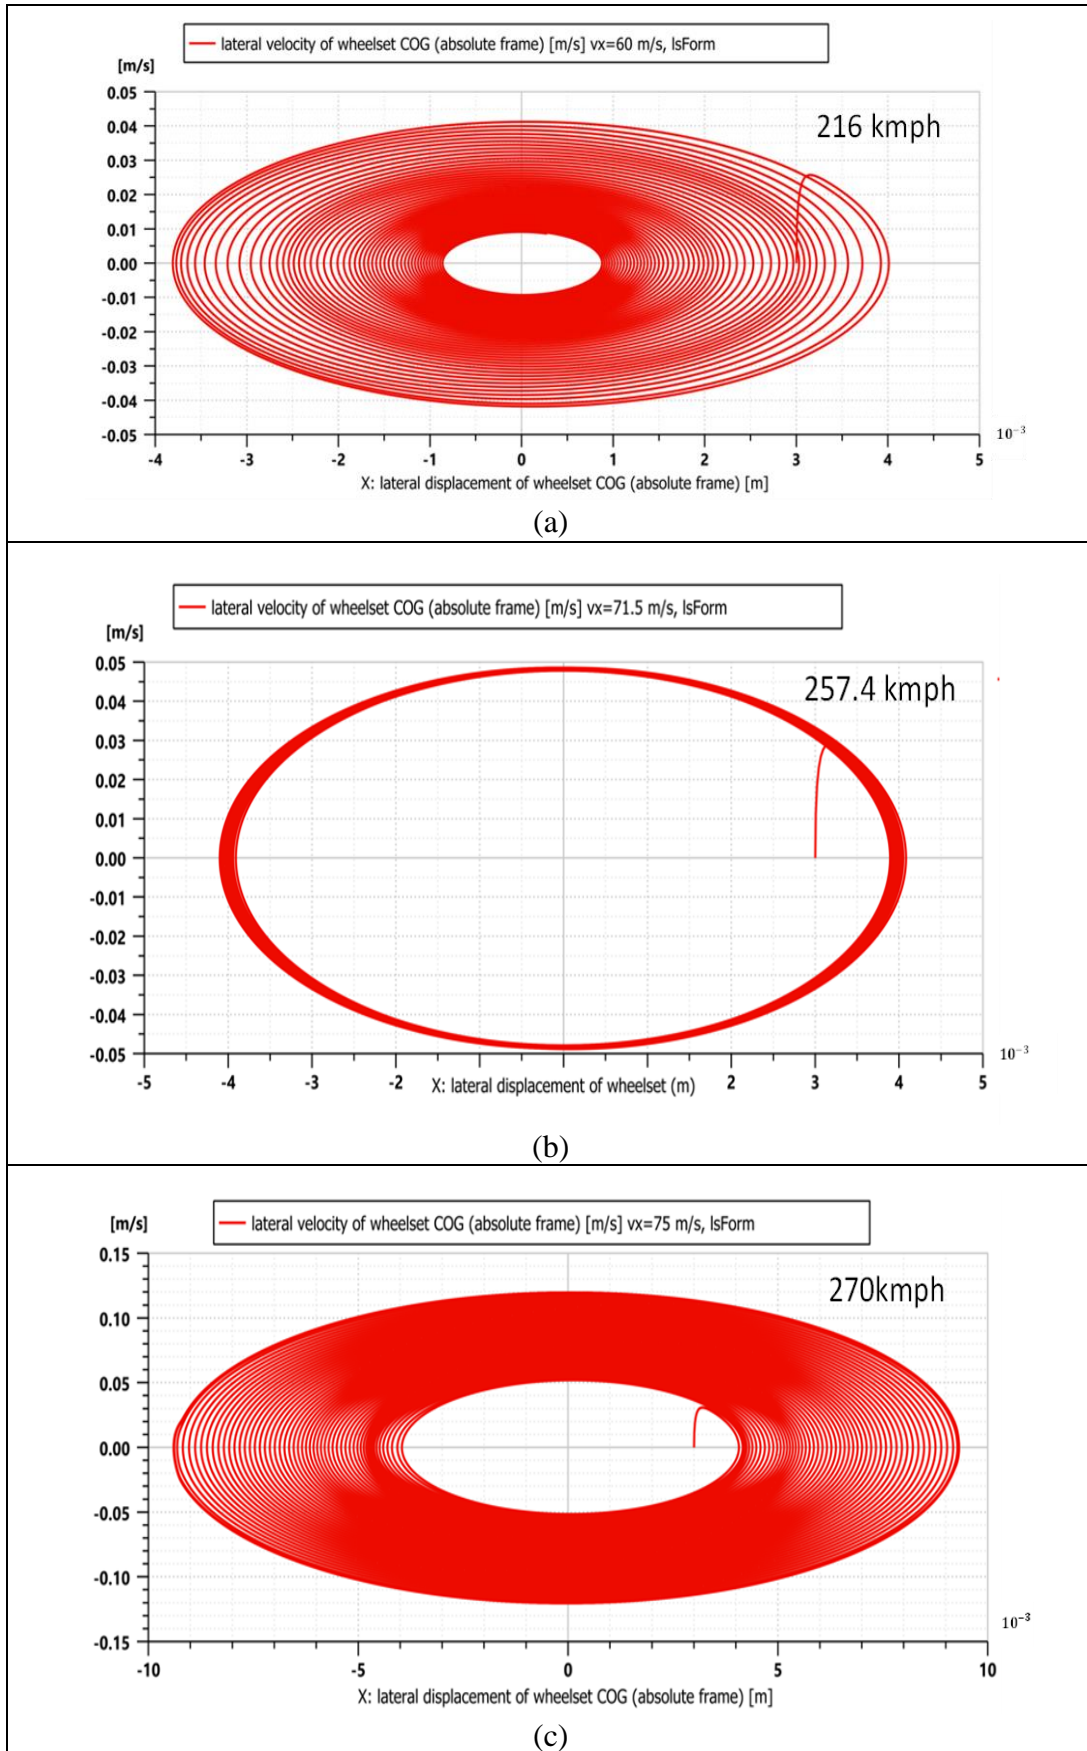 lateral velocity of wheelset COG (absolute frame) [m/s] vx=60 m/s, lsForm
[m/s]
216 kmph
0.05
0.04
0.03
0.02
0.01
0.00
-0.01
-0.02
-0.03
-0.04
-0.05
-4 -3 -2 -1 0 1 2 3 4 5
10⁻³
X: lateral displacement of wheelset COG (absolute frame) [m]
(a)
lateral velocity of wheelset COG (absolute frame) [m/s] vx=71.5 m/s, lsForm
[m/s]
257.4 kmph
0.05
0.04
0.03
0.02
0.01
0.00
-0.01
-0.02
-0.03
-0.04
-0.05
10⁻³
-5 -4 -3 -2 2 3 4 5
X: lateral displacement of wheelset (m)
(b)
lateral velocity of wheelset COG (absolute frame) [m/s] vx=75 m/s, lsForm
[m/s]
270kmph
0.15
0.10
0.05
0.00
-0.05
-0.10
-0.15
10⁻³
-10 -5 0 5 10
X: lateral displacement of wheelset COG (absolute frame) [m]
(c)